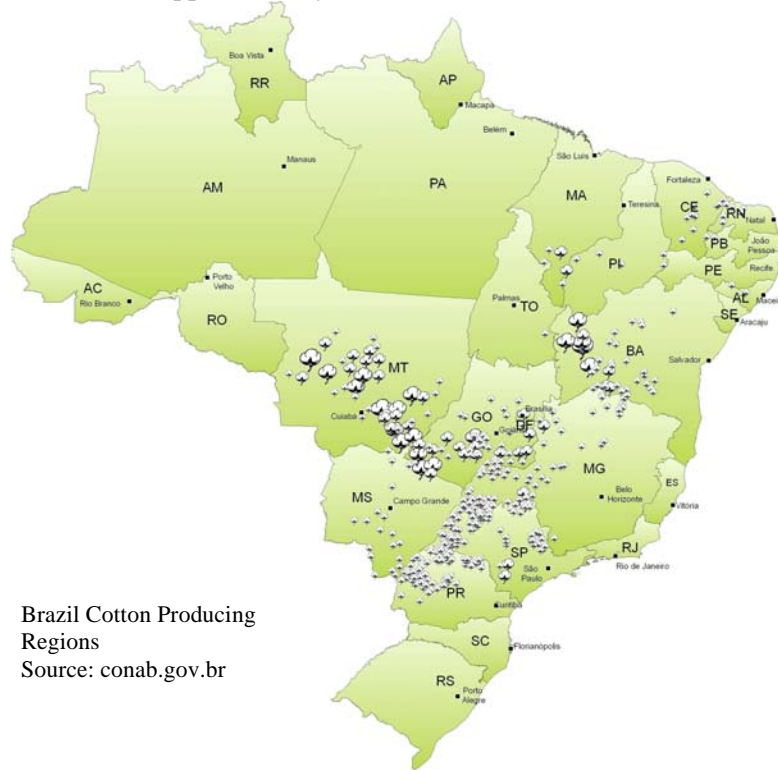 Boa Vista
RR
AP
Macapá
Belém
Manaus
São Luis
Fortaleza
AM
PA
MA
Teresina
CE
RN
Natal
PB
João
Pessoa
PI
PE
Recife
Porto
Velho
AC
Rio Branco
RO
Palmas
TO
AL
SE
Aracaju
BA
Salvador
MT
Cuiabá
GO
Brasília
DF
MG
ES
Belo
Horizonte
Vitória
MS
Campo Grande
SP
São
Paulo
RJ
Rio de Janeiro
PR
Curitiba
SC
Florianópolis
RS
Porto
Alegre
Brazil Cotton Producing
Regions
Source: conab.gov.br